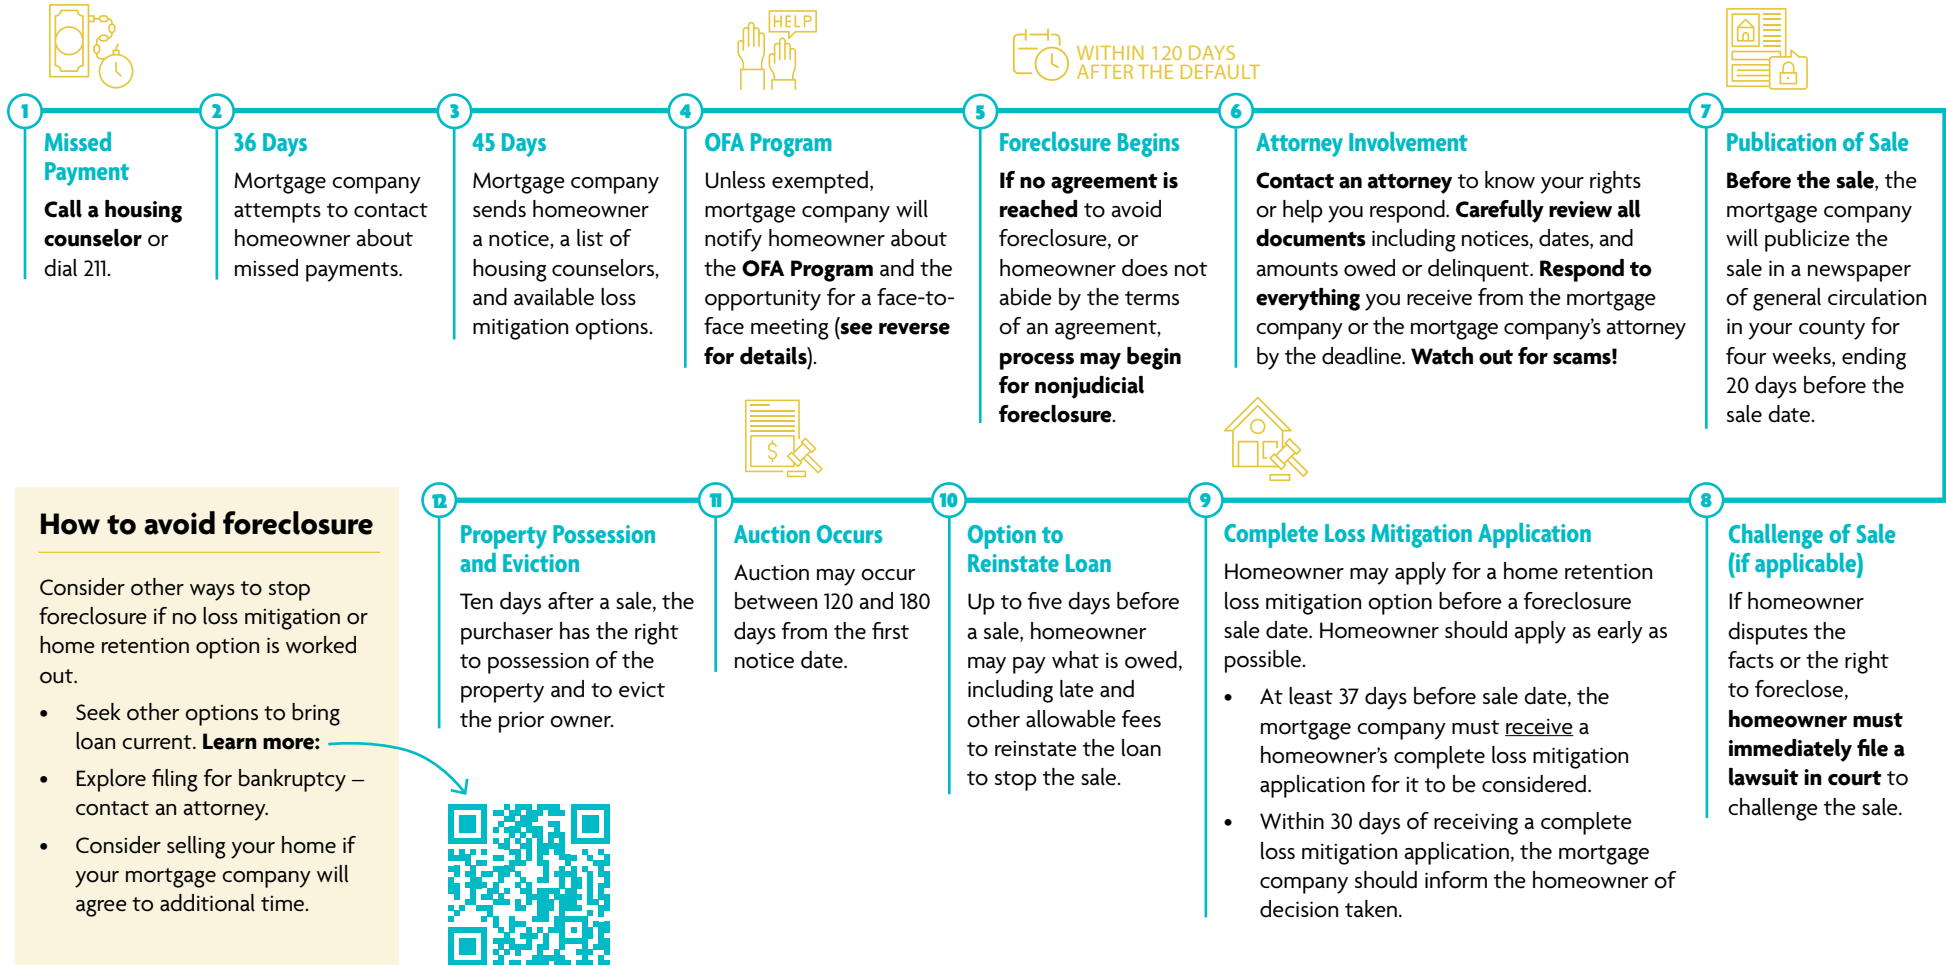 HELP
WITHIN 120 DAYS
AFTER THE DEFAULT
1
Missed
Payment
Call a housing
counselor or
dial 211.
2
36 Days
Mortgage company
attempts to contact
homeowner about
missed payments.
3
45 Days
Mortgage company
sends homeowner
a notice, a list of
housing counselors,
and available loss
mitigation options.
4
OFA Program
Unless exempted,
mortgage company will
notify homeowner about
the OFA Program and the
opportunity for a face-to-
face meeting (see reverse
for details).
5
Foreclosure Begins
If no agreement is
reached to avoid
foreclosure, or
homeowner does not
abide by the terms
of an agreement,
process may begin
for nonjudicial
foreclosure.
6
Attorney Involvement
Contact an attorney to know your rights
or help you respond. Carefully review all
documents including notices, dates, and
amounts owed or delinquent. Respond to
everything you receive from the mortgage
company or the mortgage company's attorney
by the deadline. Watch out for scams!
7
Publication of Sale
Before the sale, the
mortgage company
will publicize the
sale in a newspaper
of general circulation
in your county for
four weeks, ending
20 days before the
sale date.
8
Challenge of Sale
(if applicable)
If homeowner
disputes the
facts or the right
to foreclose,
homeowner must
immediately file a
lawsuit in court to
challenge the sale.
9
Complete Loss Mitigation Application
Homeowner may apply for a home retention
loss mitigation option before a foreclosure
sale date. Homeowner should apply as early as
possible.
• At least 37 days before sale date, the
mortgage company must receive a
homeowner's complete loss mitigation
application for it to be considered.
• Within 30 days of receiving a complete
loss mitigation application, the mortgage
company should inform the homeowner of
decision taken.
10
Option to
Reinstate Loan
Up to five days before
a sale, homeowner
may pay what is owed,
including late and
other allowable fees
to reinstate the loan
to stop the sale.
$
11
Auction Occurs
Auction may occur
between 120 and 180
days from the first
notice date.
12
Property Possession
and Eviction
Ten days after a sale, the
purchaser has the right
to possession of the
property and to evict
the prior owner.
How to avoid foreclosure
Consider other ways to stop
foreclosure if no loss mitigation or
home retention option is worked
out.
• Seek other options to bring
loan current. Learn more:
• Explore filing for bankruptcy –
contact an attorney.
• Consider selling your home if
your mortgage company will
agree to additional time.